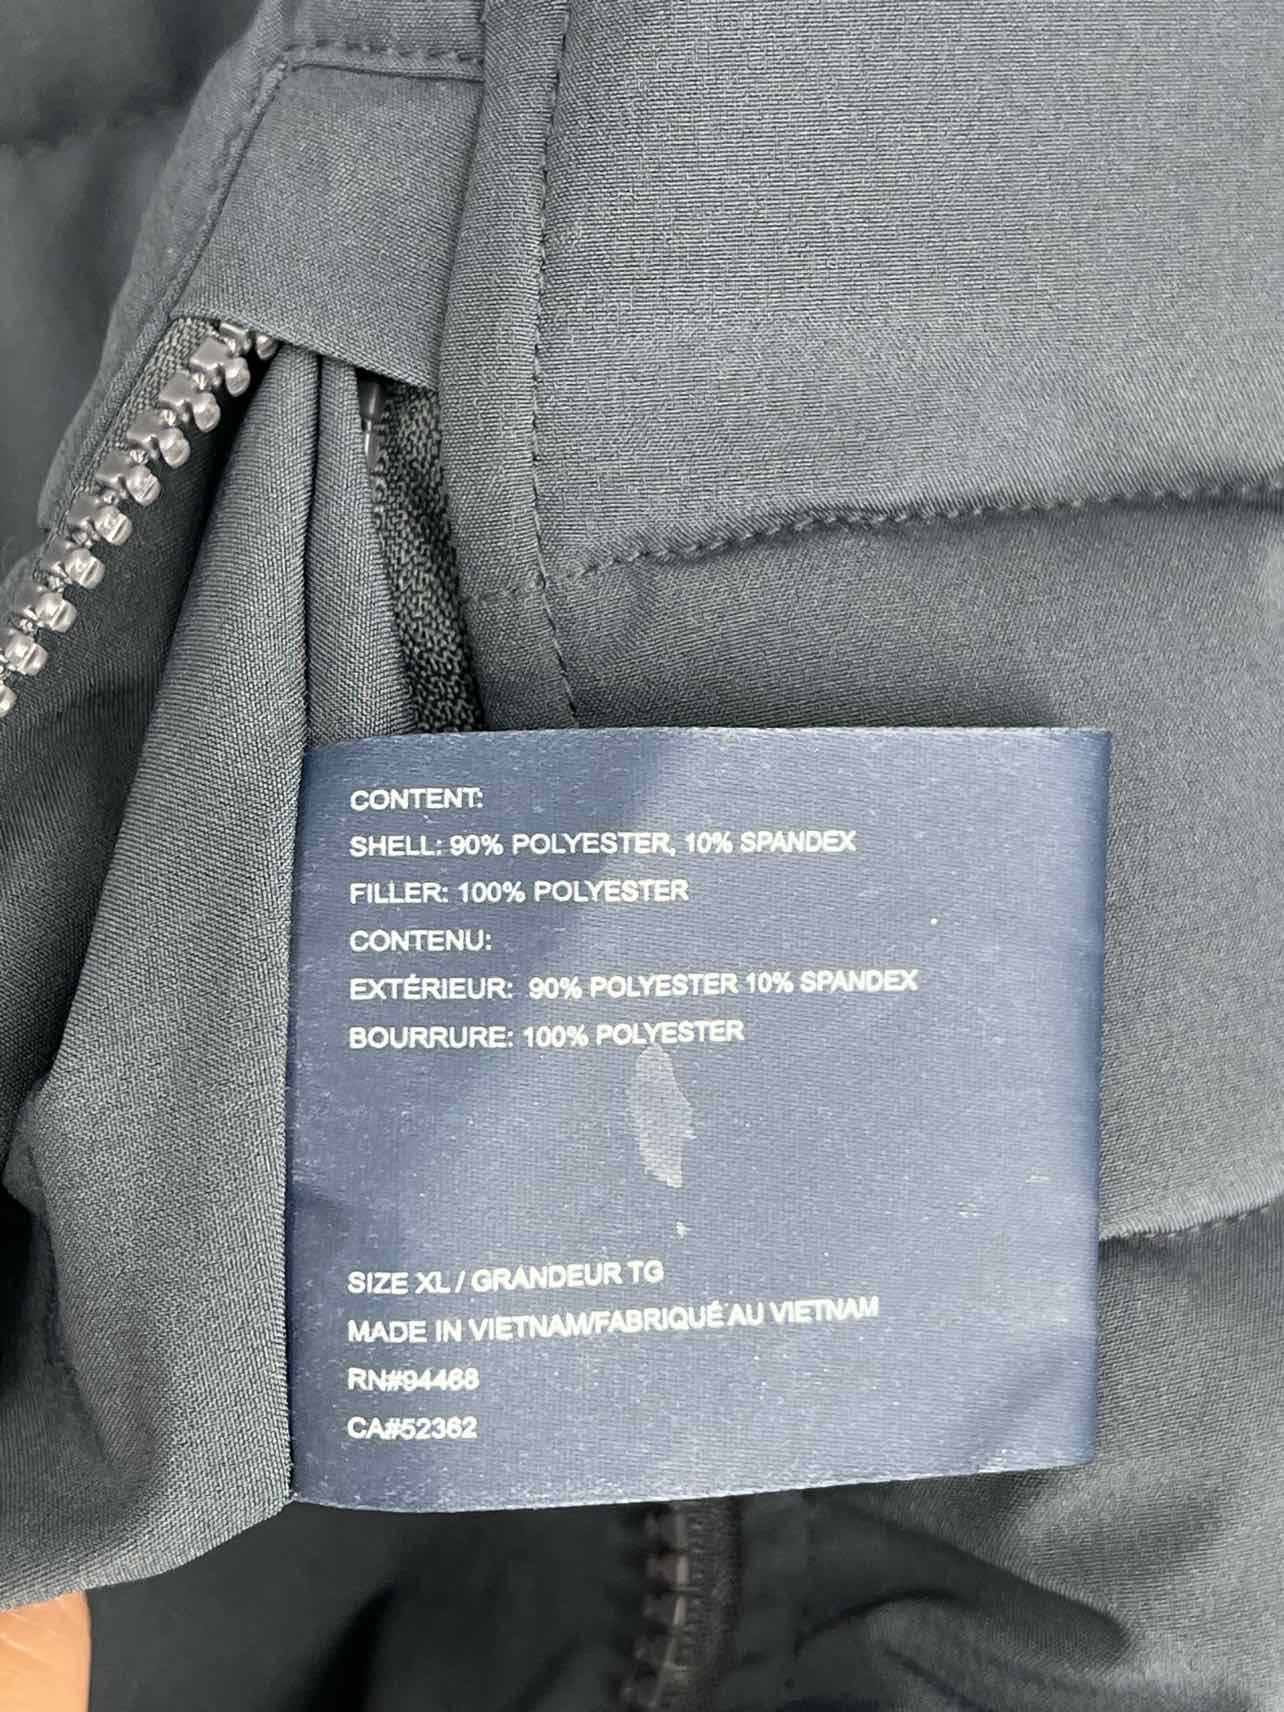 CONTENT:
SHELL: 90% POLYESTER, 10% SPANDEX
FILLER: 100% POLYESTER
CONTENU:
EXTÉRIEUR: 90% POLYESTER 10% SPANDEX
BOURRURE: 100% POLYESTER
SIZE XL / GRANDEUR TG
MADE IN VIETNAM/FABRIQUÉ AU VIETNAM
RN#94468
CA#52362